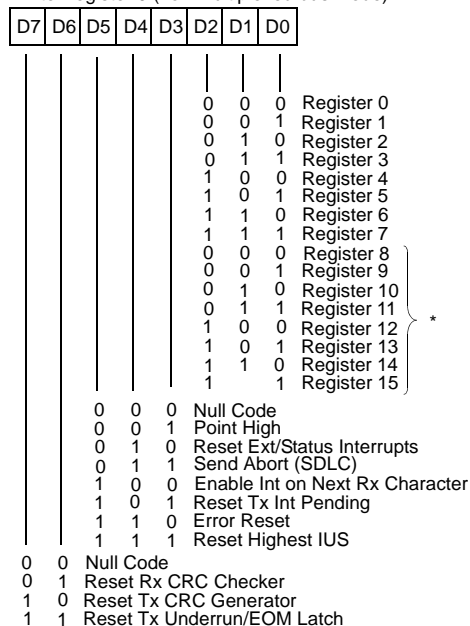 D7 D6 D5 D4 D3 D2 D1 D0
0 0 0 Register 0
0 0 1 Register 1
0 1 0 Register 2
0 1 1 Register 3
1 0 0 Register 4
1 0 1 Register 5
1 1 0 Register 6
1 1 1 Register 7
0 0 0 Register 8
0 0 1 Register 9
0 1 0 Register 10
0 1 1 Register 11
1 0 0 Register 12
*
1 0 1 Register 13
1 1 0 Register 14
1 1 Register 15
0 0 0 Null Code
0 0 1 Point High
0 1 0 Reset Ext/Status Interrupts
0 1 1 Send Abort (SDLC)
1 0 0 Enable Int on Next Rx Character
1 0 1 Reset Tx Int Pending
1 1 0 Error Reset
1 1 1 Reset Highest IUS
0 0 Null Code
0 1 Reset Rx CRC Checker
1 0 Reset Tx CRC Generator
1 1 Reset Tx Underrun/EOM Latch